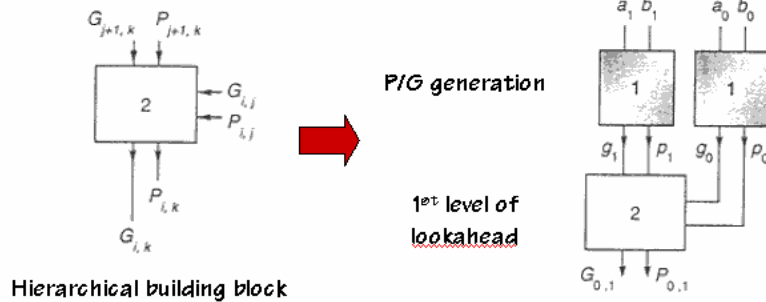 G_{j+1, k} P_{j+1, k}
2
G_{i,j}
P_{i,j}
P_{i,k}
G_{i,k}
Hierarchical building block
P/G generation
1st level of
lookahead
a_1 b_1 a_0 b_0
1 1
g_1 p_1 g_0 p_0
2
G_{0,1} P_{0,1}